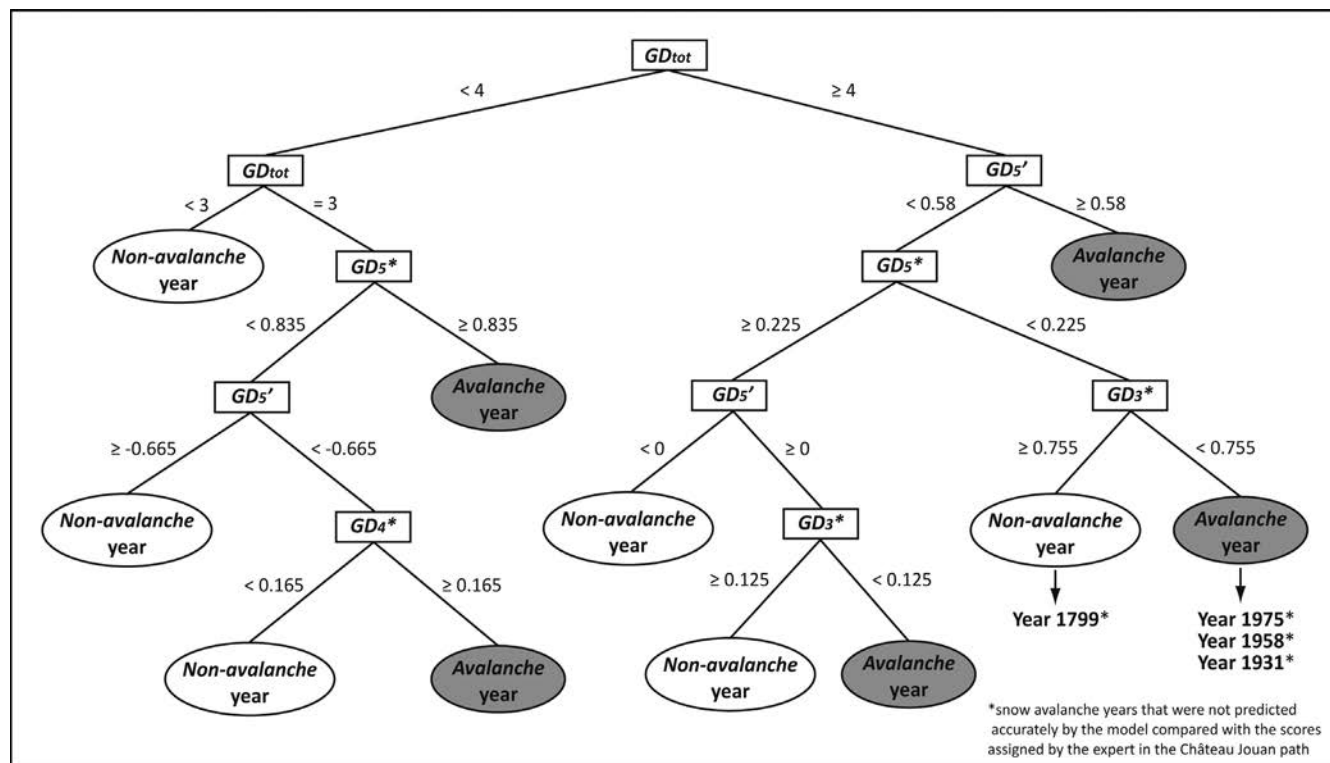 GDtot
< 4
≥ 4
GDtot
GD5’
< 3
= 3
< 0.58
≥ 0.58
Non-avalanche
year
GD5*
GD5*
Avalanche
year
< 0.835
≥ 0.835
≥ 0.225
< 0.225
GD5’
Avalanche
year
GD5’
GD3*
≥ -0.665
< -0.665
< 0
≥ 0
≥ 0.755
< 0.755
Non-avalanche
year
GD4*
Non-avalanche
year
GD3*
Non-avalanche
year
Avalanche
year
< 0.165
≥ 0.165
≥ 0.125
< 0.125
Year 1799*
Year 1975*
Year 1958*
Year 1931*
Non-avalanche
year
Avalanche
year
Non-avalanche
year
Avalanche
year
*snow avalanche years that were not predicted
accurately by the model compared with the scores
assigned by the expert in the Château Jouan path